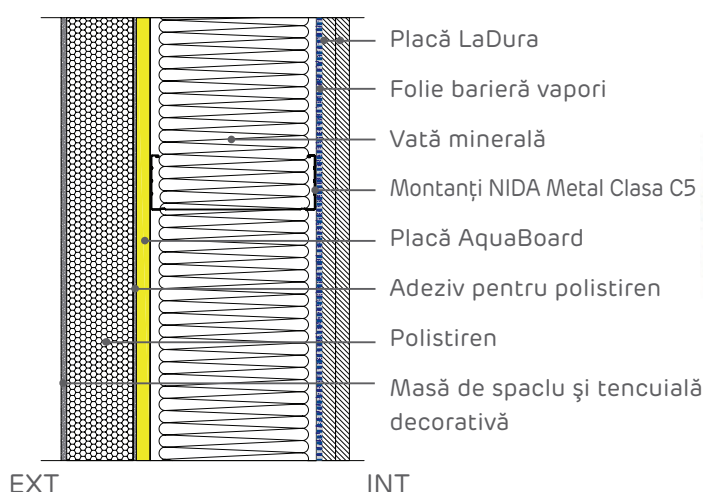 Placă LaDura
Folie barieră vapori
Vată minerală
Montanți NIDA Metal Clasa C5
Placă AquaBoard
Adeziv pentru polistiren
Polistiren
Masă de spaclu şi tencuială
decorativă
EXT
INT